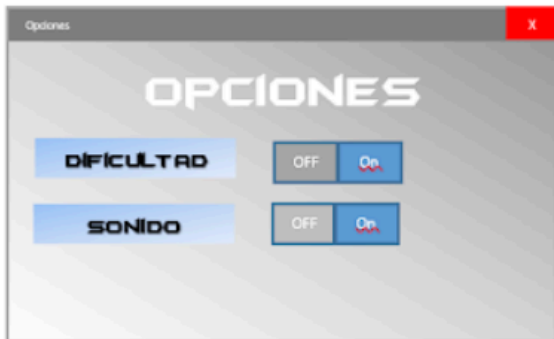 Opciones
X
OPCIONES
DIFICULTAD OFF On
SONIDO OFF On